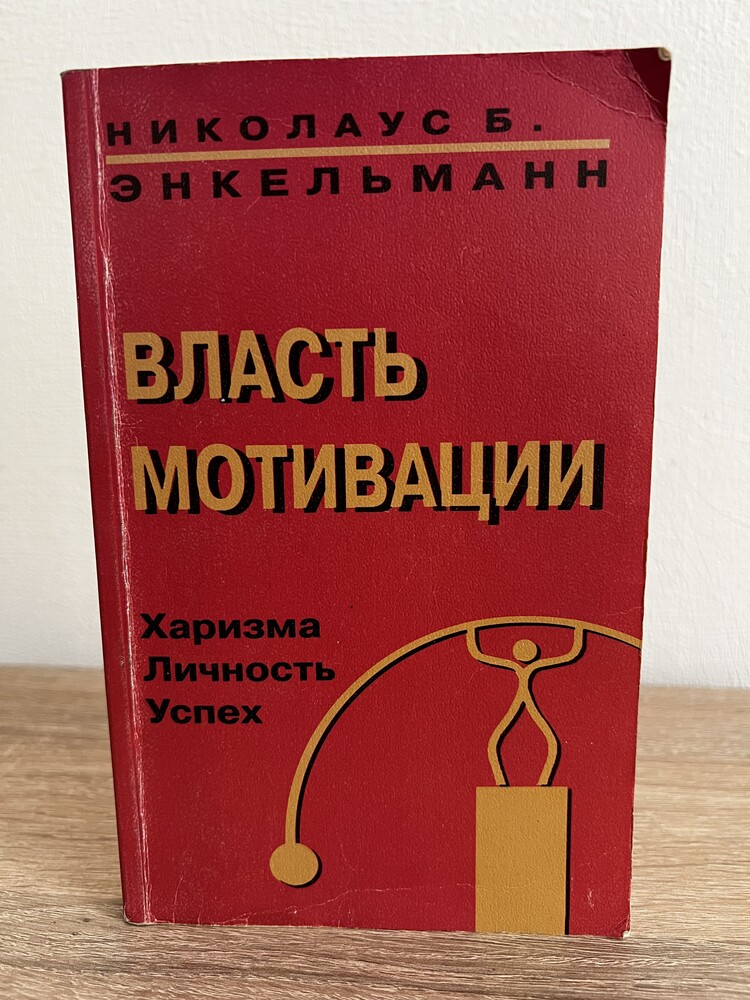 НИКОЛАУС Б.
ЭНКЕЛЬМАНН
ВЛАСТЬ
МОТИВАЦИИ
Харизма
Личность
Успех